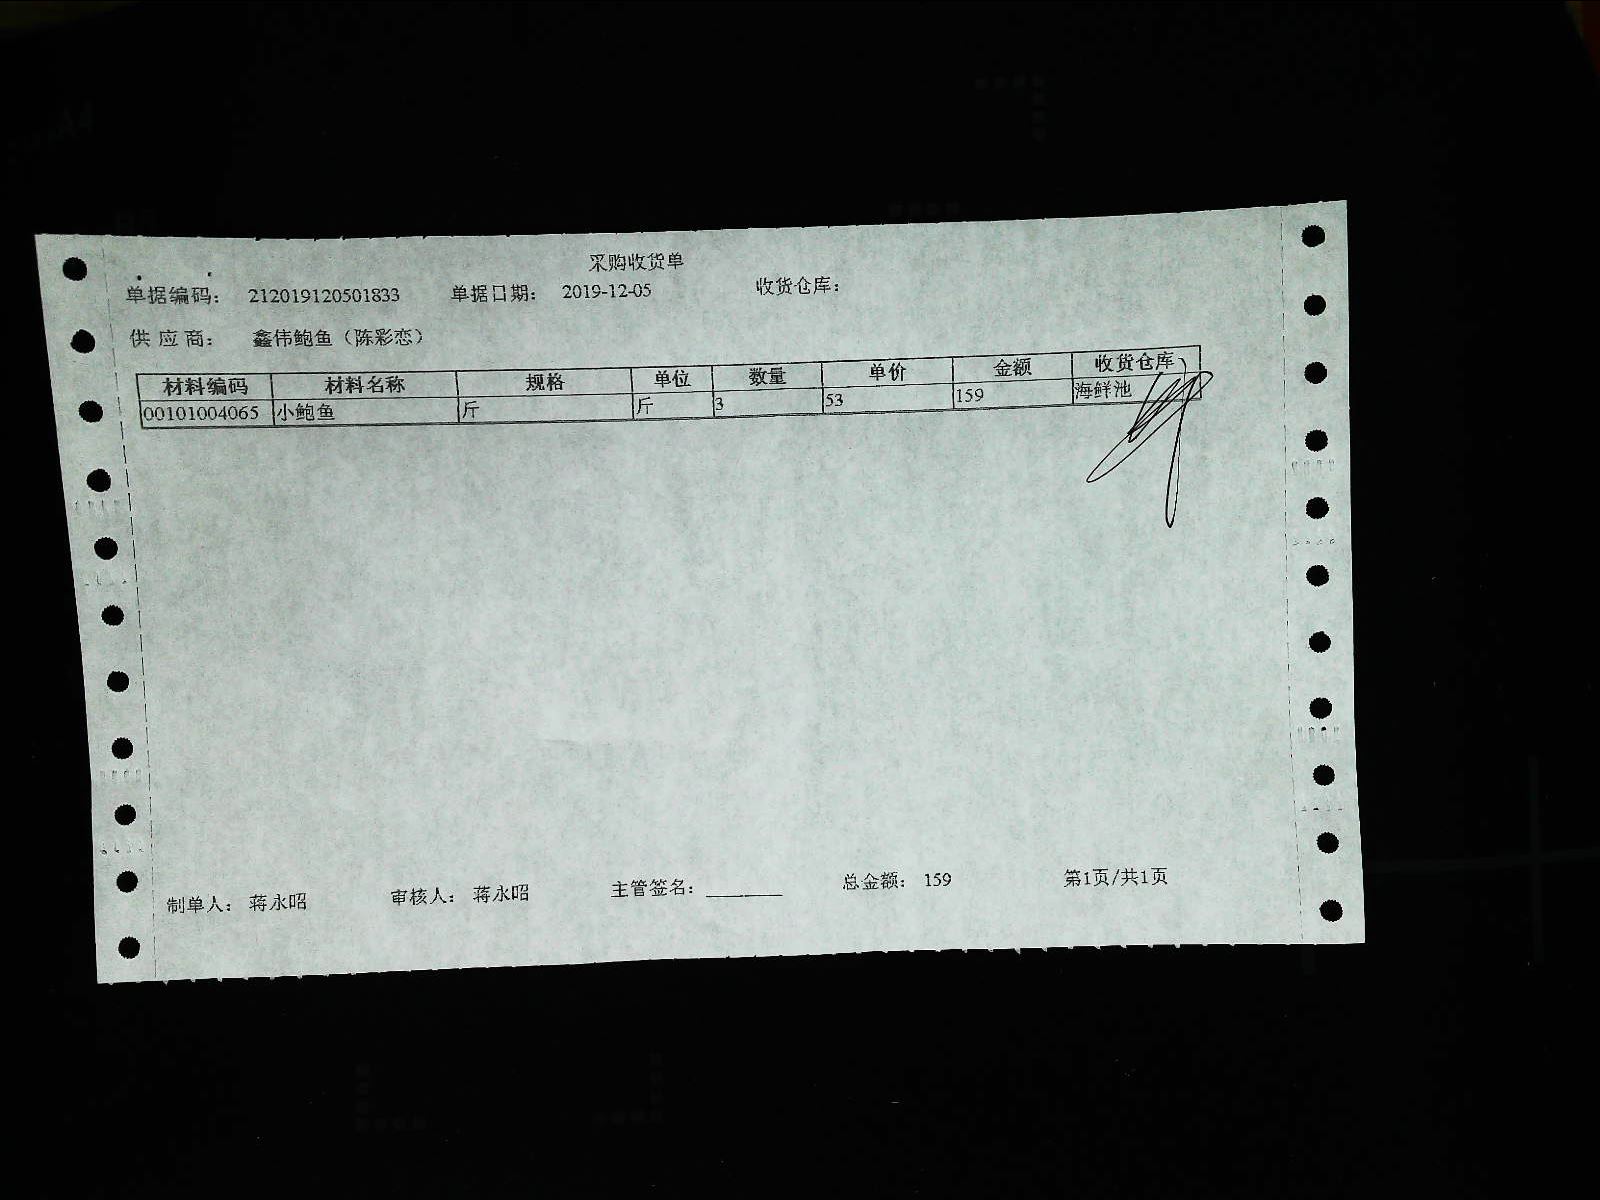 采购收货单
单据编码： 212019120501833 单据日期： 2019-12-05 收货仓库：
供 应 商： 鑫伟鲍鱼（陈彩恋）
材料编码 材料名称 规格 单位 数量 单价 金额 收货仓库
00101004065 小鲍鱼 斤 斤 3 53 159 海鲜池
制单人： 蒋永昭 审核人： 蒋永昭 主管签名： 总金额： 159 第1页/共1页